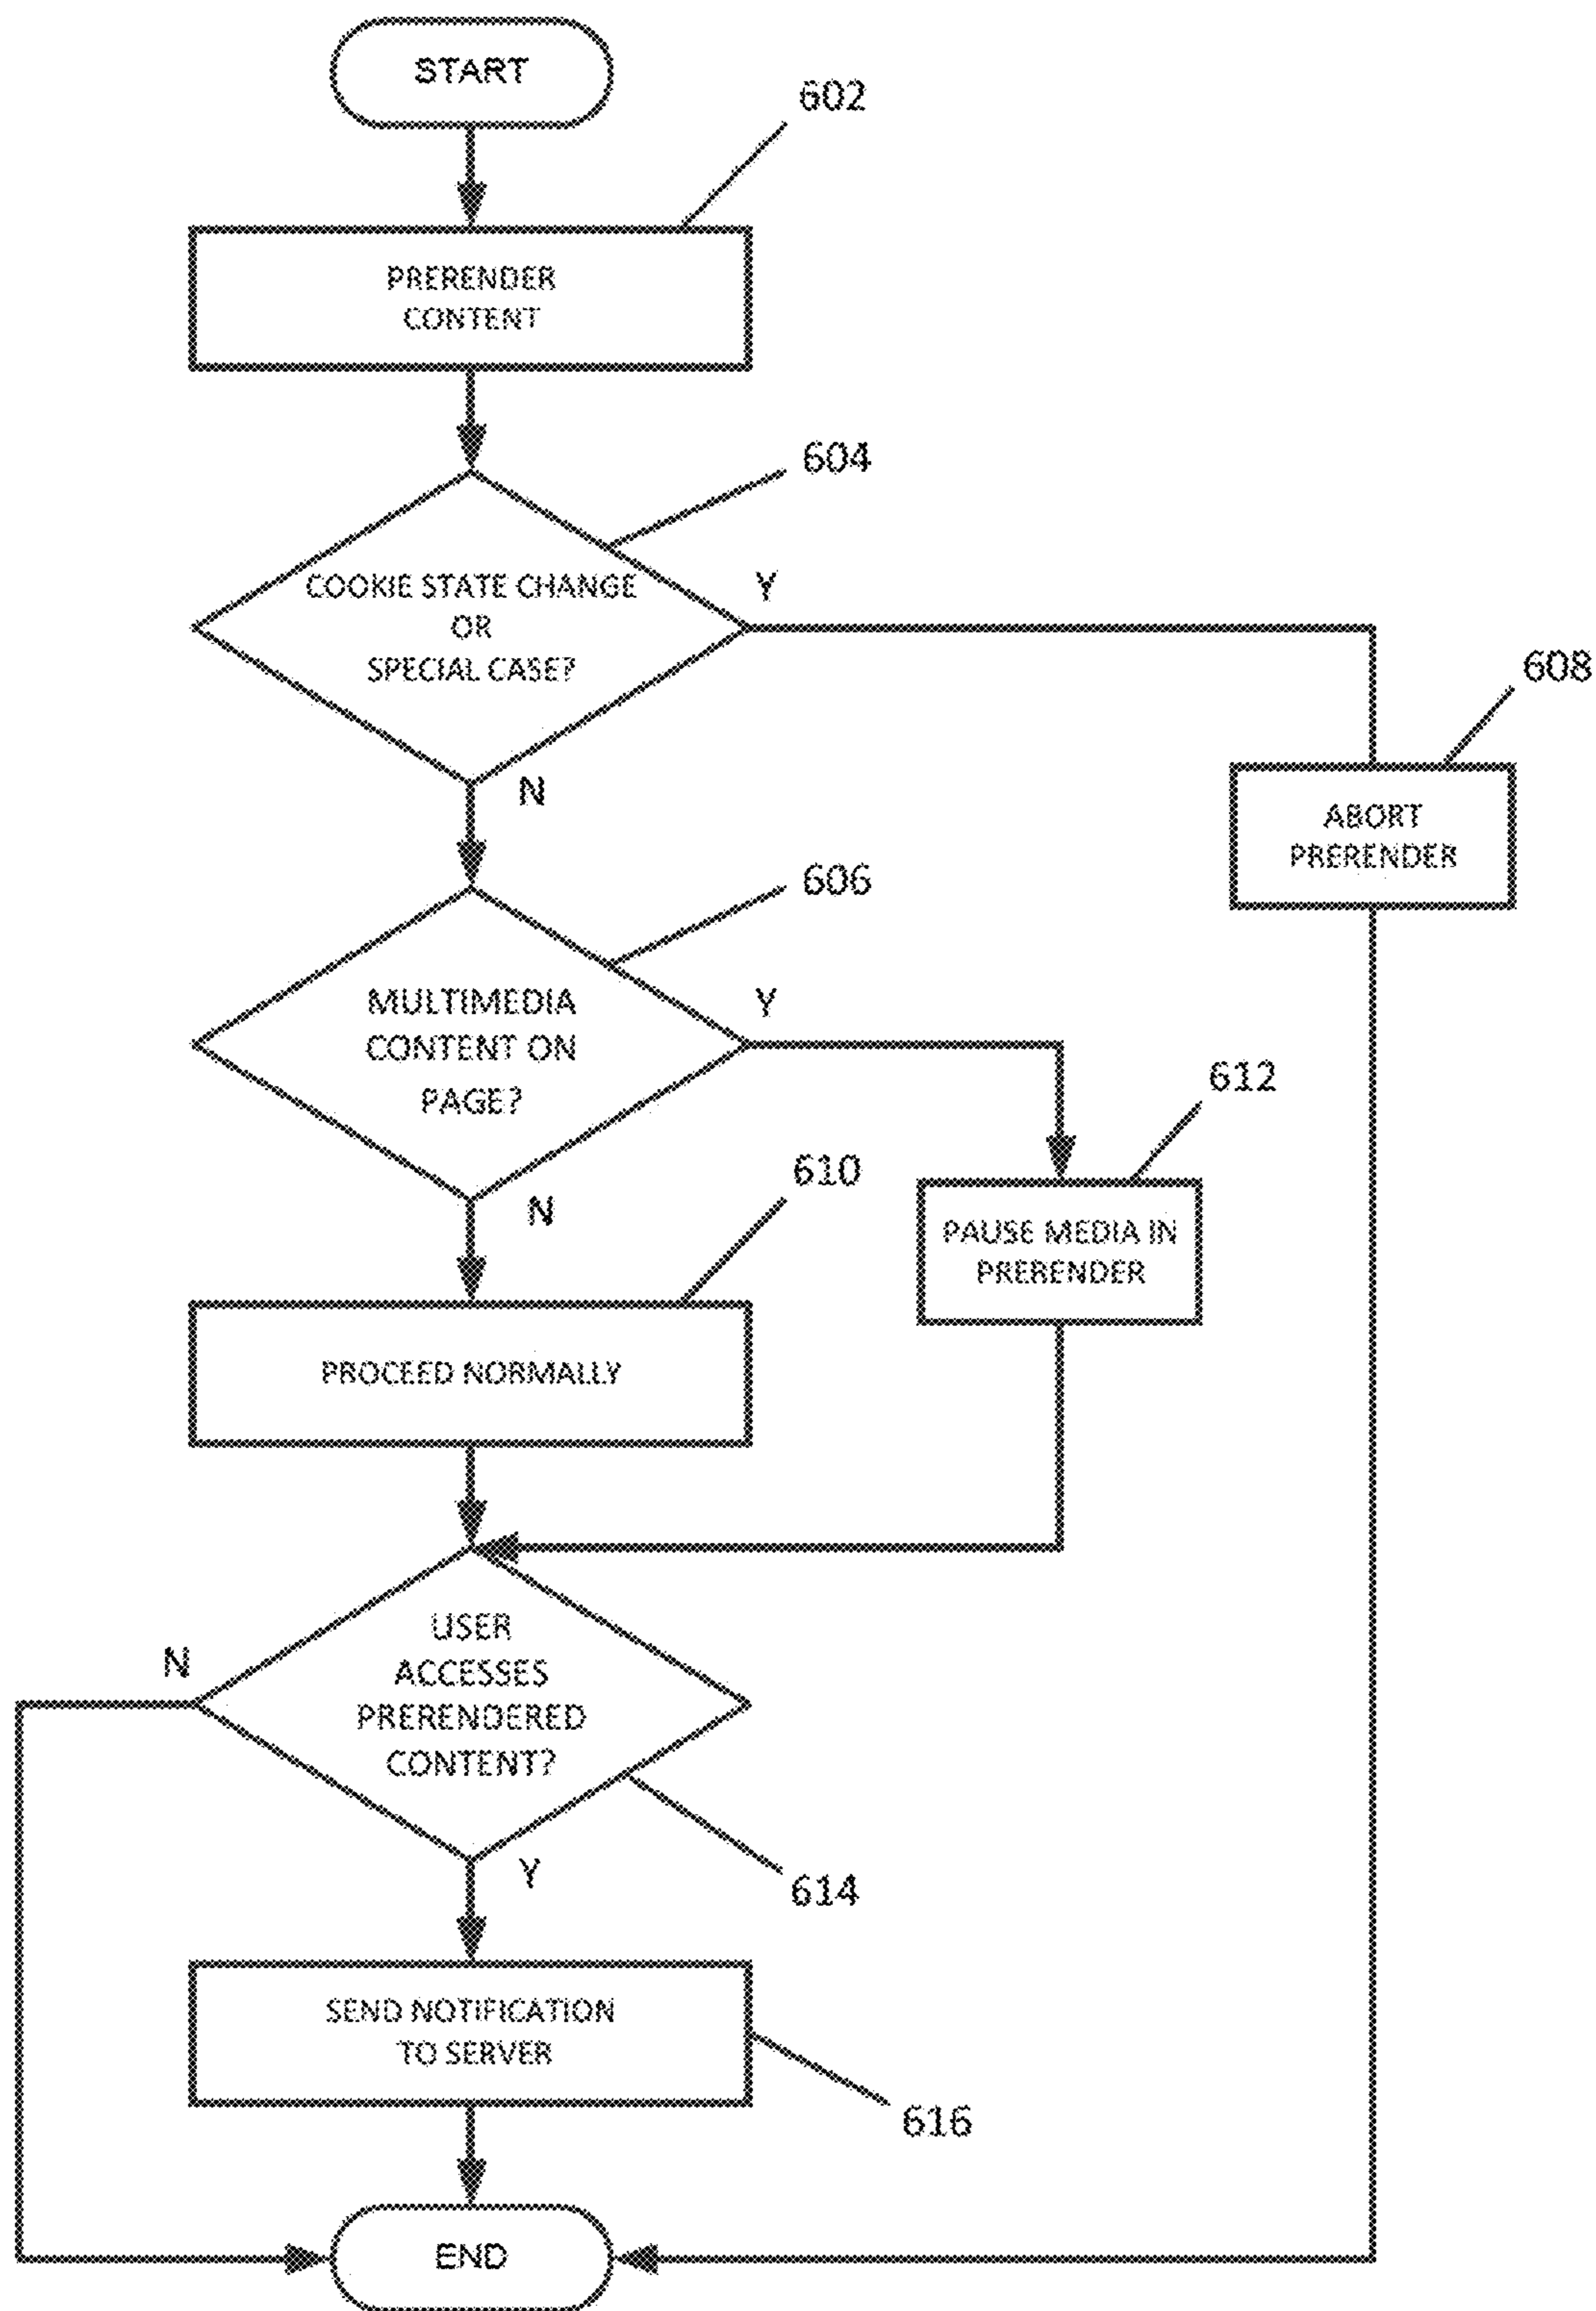 START
602
PRERENDER
CONTENT
604
COOKIE STATE CHANGE
OR
SPECIAL CASE?
Y
608
N
ABORT
PRERENDER
606
MULTIMEDIA
CONTENT ON
PAGE?
Y
612
N
610
PAUSE MEDIA IN
PRERENDER
PROCEED NORMALLY
USER
ACCESSES
PRERENDERED
CONTENT?
N
Y
614
SEND NOTIFICATION
TO SERVER
616
END